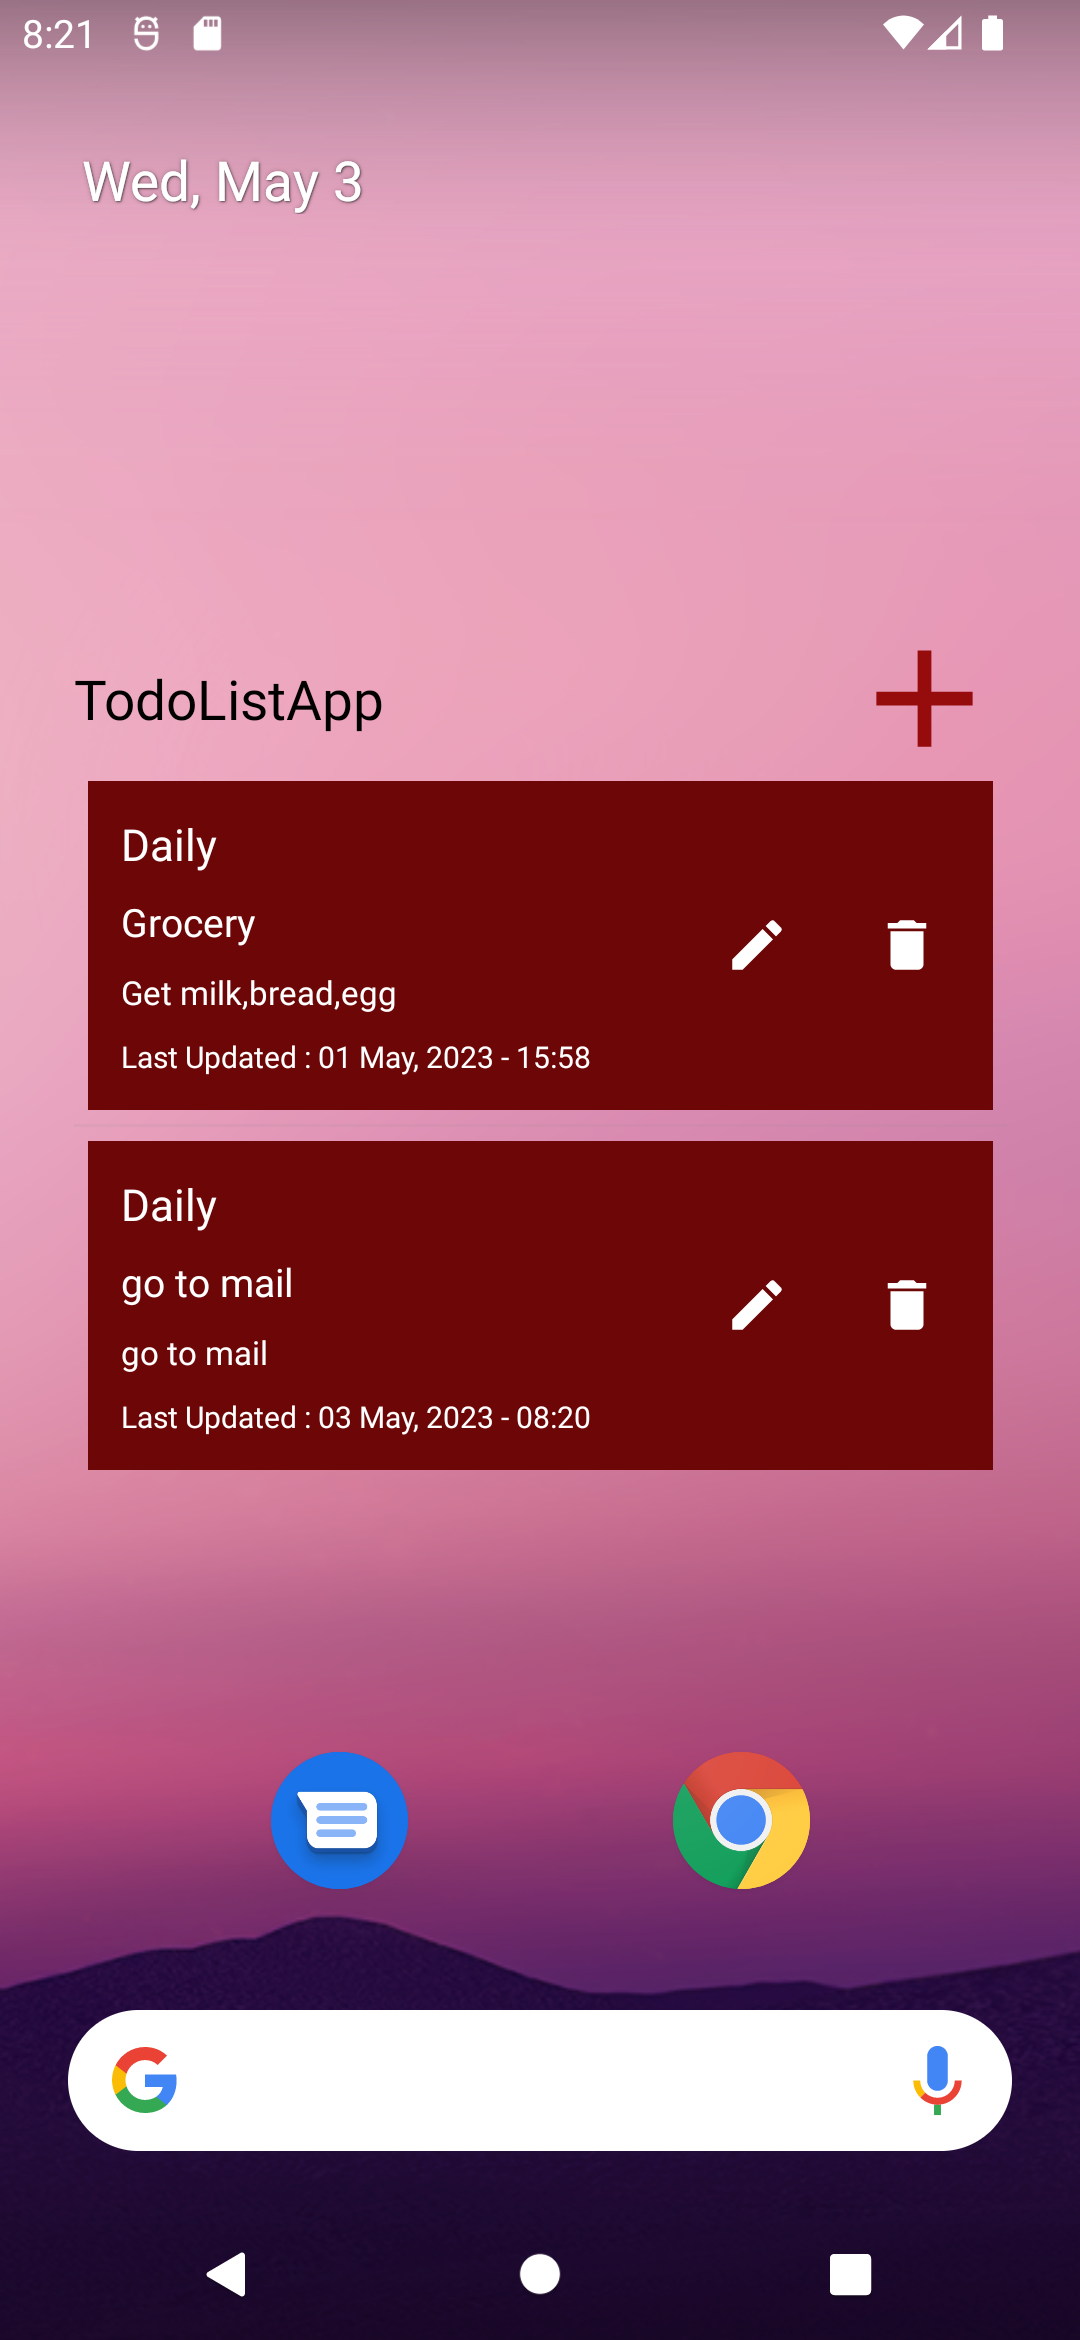 8:21
Wed, May 3
TodoListApp
Daily
Grocery
Get milk,bread,egg
Last Updated : 01 May, 2023 - 15:58
Daily
go to mail
go to mail
Last Updated : 03 May, 2023 - 08:20